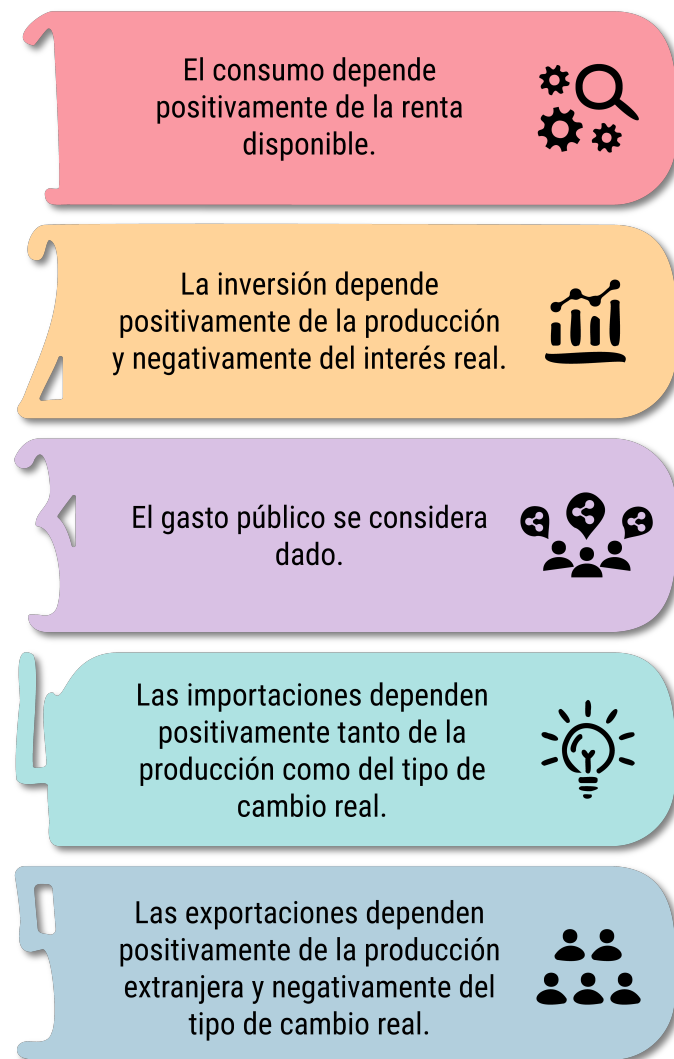 El consumo depende
positivamente de la renta
disponible.
La inversión depende
positivamente de la producción
y negativamente del interés real.
El gasto público se considera
dado.
Las importaciones dependen
positivamente tanto de la
producción como del tipo de
cambio real.
Las exportaciones dependen
positivamente de la producción
extranjera y negativamente del
tipo de cambio real.